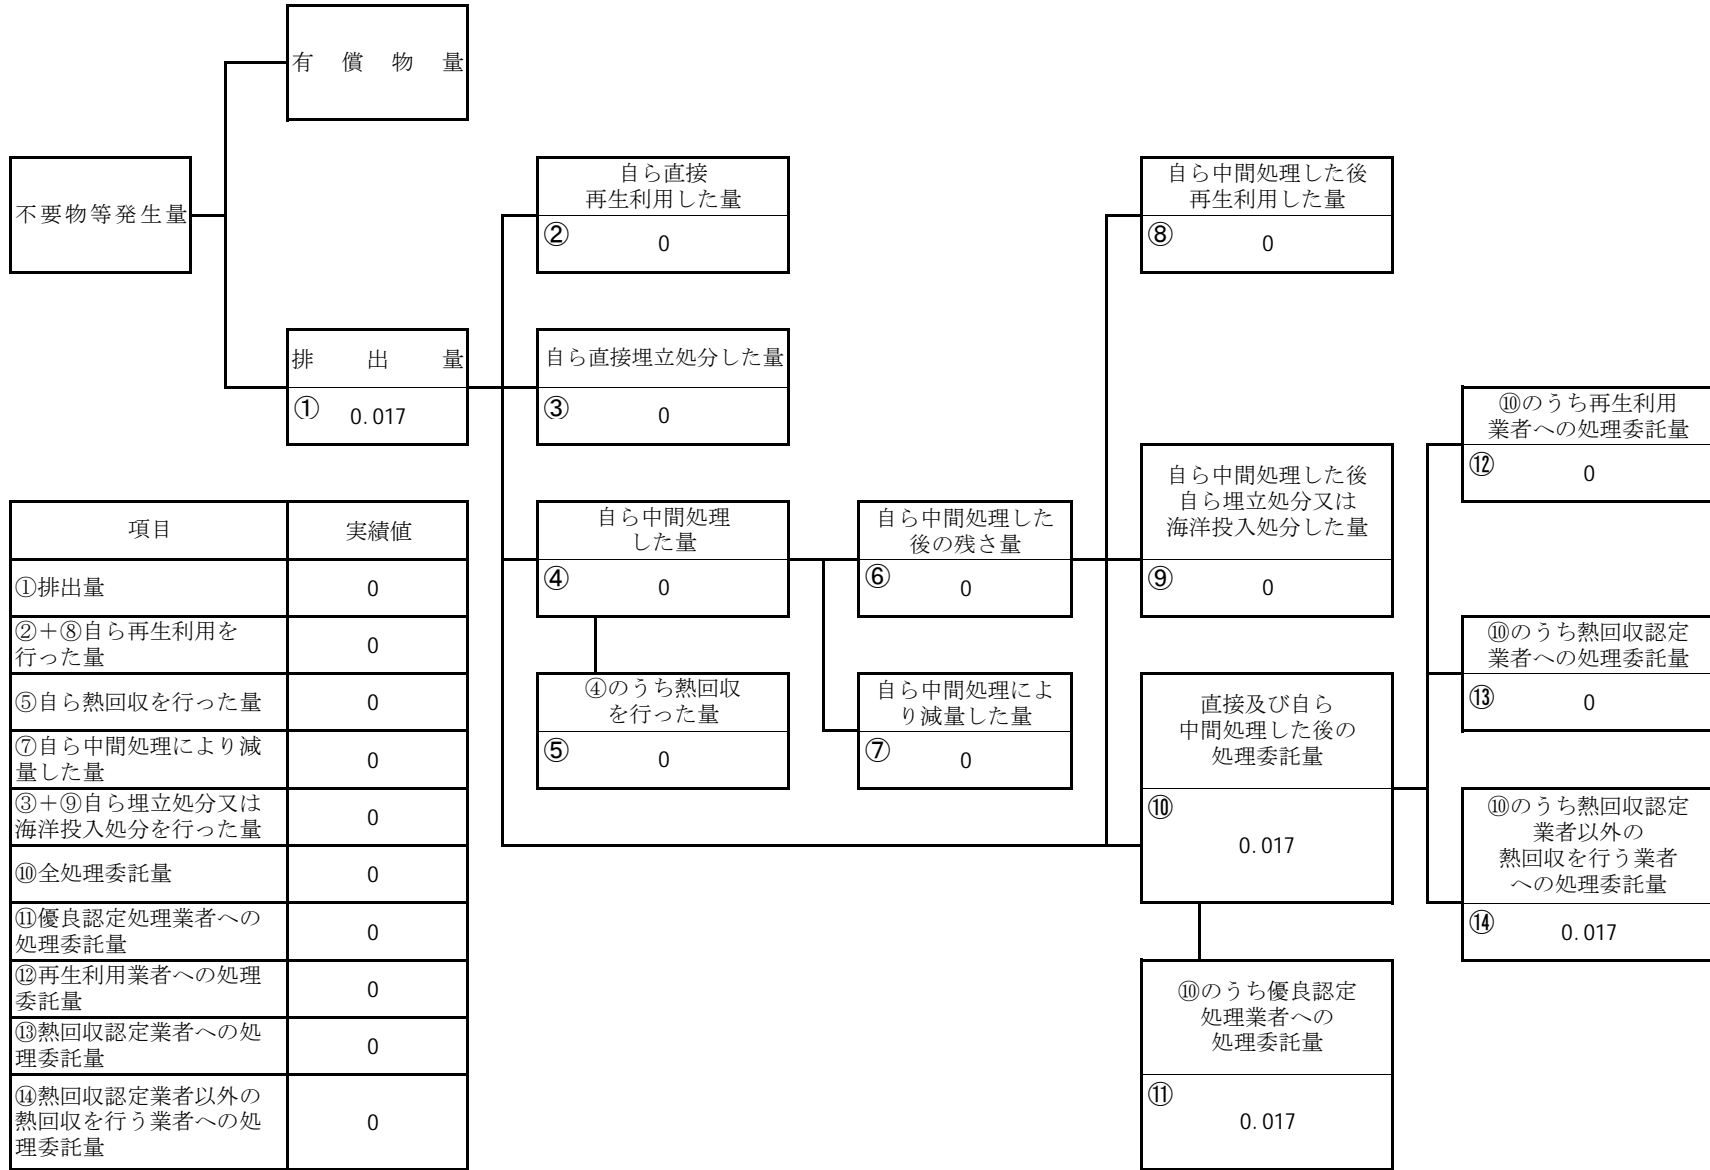 有償物量
不要物等発生量
排出量
① 0.017
自ら直接
再生利用した量
② 0
自ら直接埋立処分した量
③ 0
自ら中間処理
した量
④ 0
④のうち熱回収
を行った量
⑤ 0
自ら中間処理した
後の残さ量
⑥ 0
自ら中間処理によ
り減量した量
⑦ 0
自ら中間処理した後
再生利用した量
⑧ 0
自ら中間処理した後
自ら埋立処分又は
海洋投入処分した量
⑨ 0
直接及び自ら
中間処理した後の
処理委託量
⑩
0.017
⑩のうち優良認定
処理業者への
処理委託量
⑪
0.017
⑩のうち再生利用
業者への処理委託量
⑫ 0
⑩のうち熱回収認定
業者への処理委託量
⑬ 0
⑩のうち熱回収認定
業者以外の
熱回収を行う業者
への処理委託量
⑭ 0.017
項目 実績値
①排出量 0
②+⑧自ら再生利用を
行った量 0
⑤自ら熱回収を行った量 0
⑦自ら中間処理により減
量した量 0
③+⑨自ら埋立処分又は
海洋投入処分を行った量 0
⑩全処理委託量 0
⑪優良認定処理業者への
処理委託量 0
⑫再生利用業者への処理
委託量 0
⑬熱回収認定業者への処
理委託量 0
⑭熱回収認定業者以外の
熱回収を行う業者への処
理委託量 0